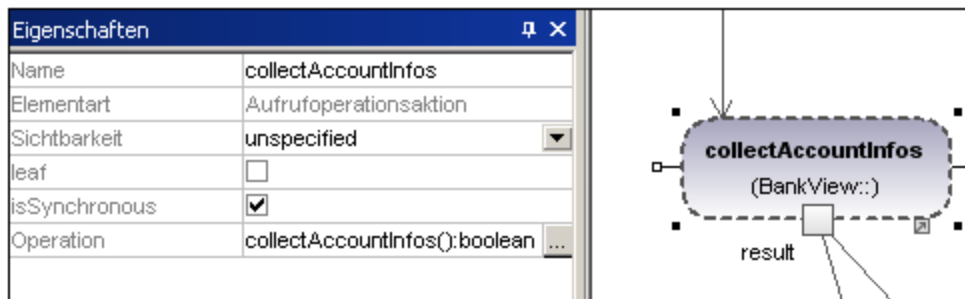 Eigenschaften
Name collectAccountInfos
Elementart Aufrufoperationsaktion
Sichtbarkeit unspecified
leaf
isSynchronous
Operation collectAccountInfos():boolean ...
collectAccountInfos
(BankView::)
result